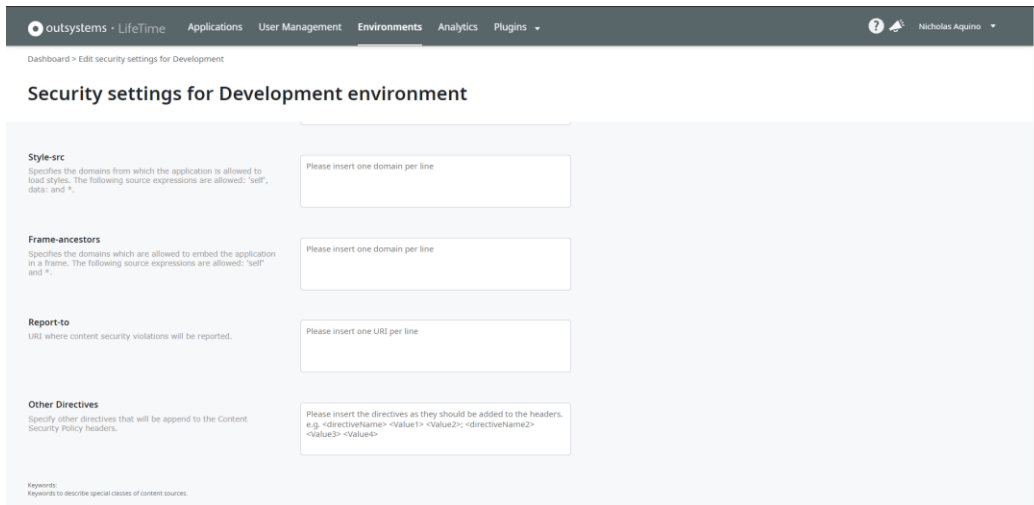 outsystems · LifeTime Applications User Management Environments Analytics Plugins ? Nicholas Aquino
Dashboard > Edit security settings for Development
Security settings for Development environment
Style-src
Specifies the domains from which the application is allowed to
load styles. The following source expressions are allowed: 'self',
data: and *.
Please insert one domain per line
Frame-ancestors
Specifies the domains which are allowed to embed the application
in a frame. The following source expressions are allowed: 'self'
and *.
Please insert one domain per line
Report-to
URI where content security violations will be reported.
Please insert one URI per line
Other Directives
Specify other directives that will be append to the Content
Security Policy headers.
Please insert the directives as they should be added to the headers.
e.g. <directiveName> <Value1> <Value2>; <directiveName2>
<Value3> <Value4>
Keywords:
Keywords to describe special classes of content sources.